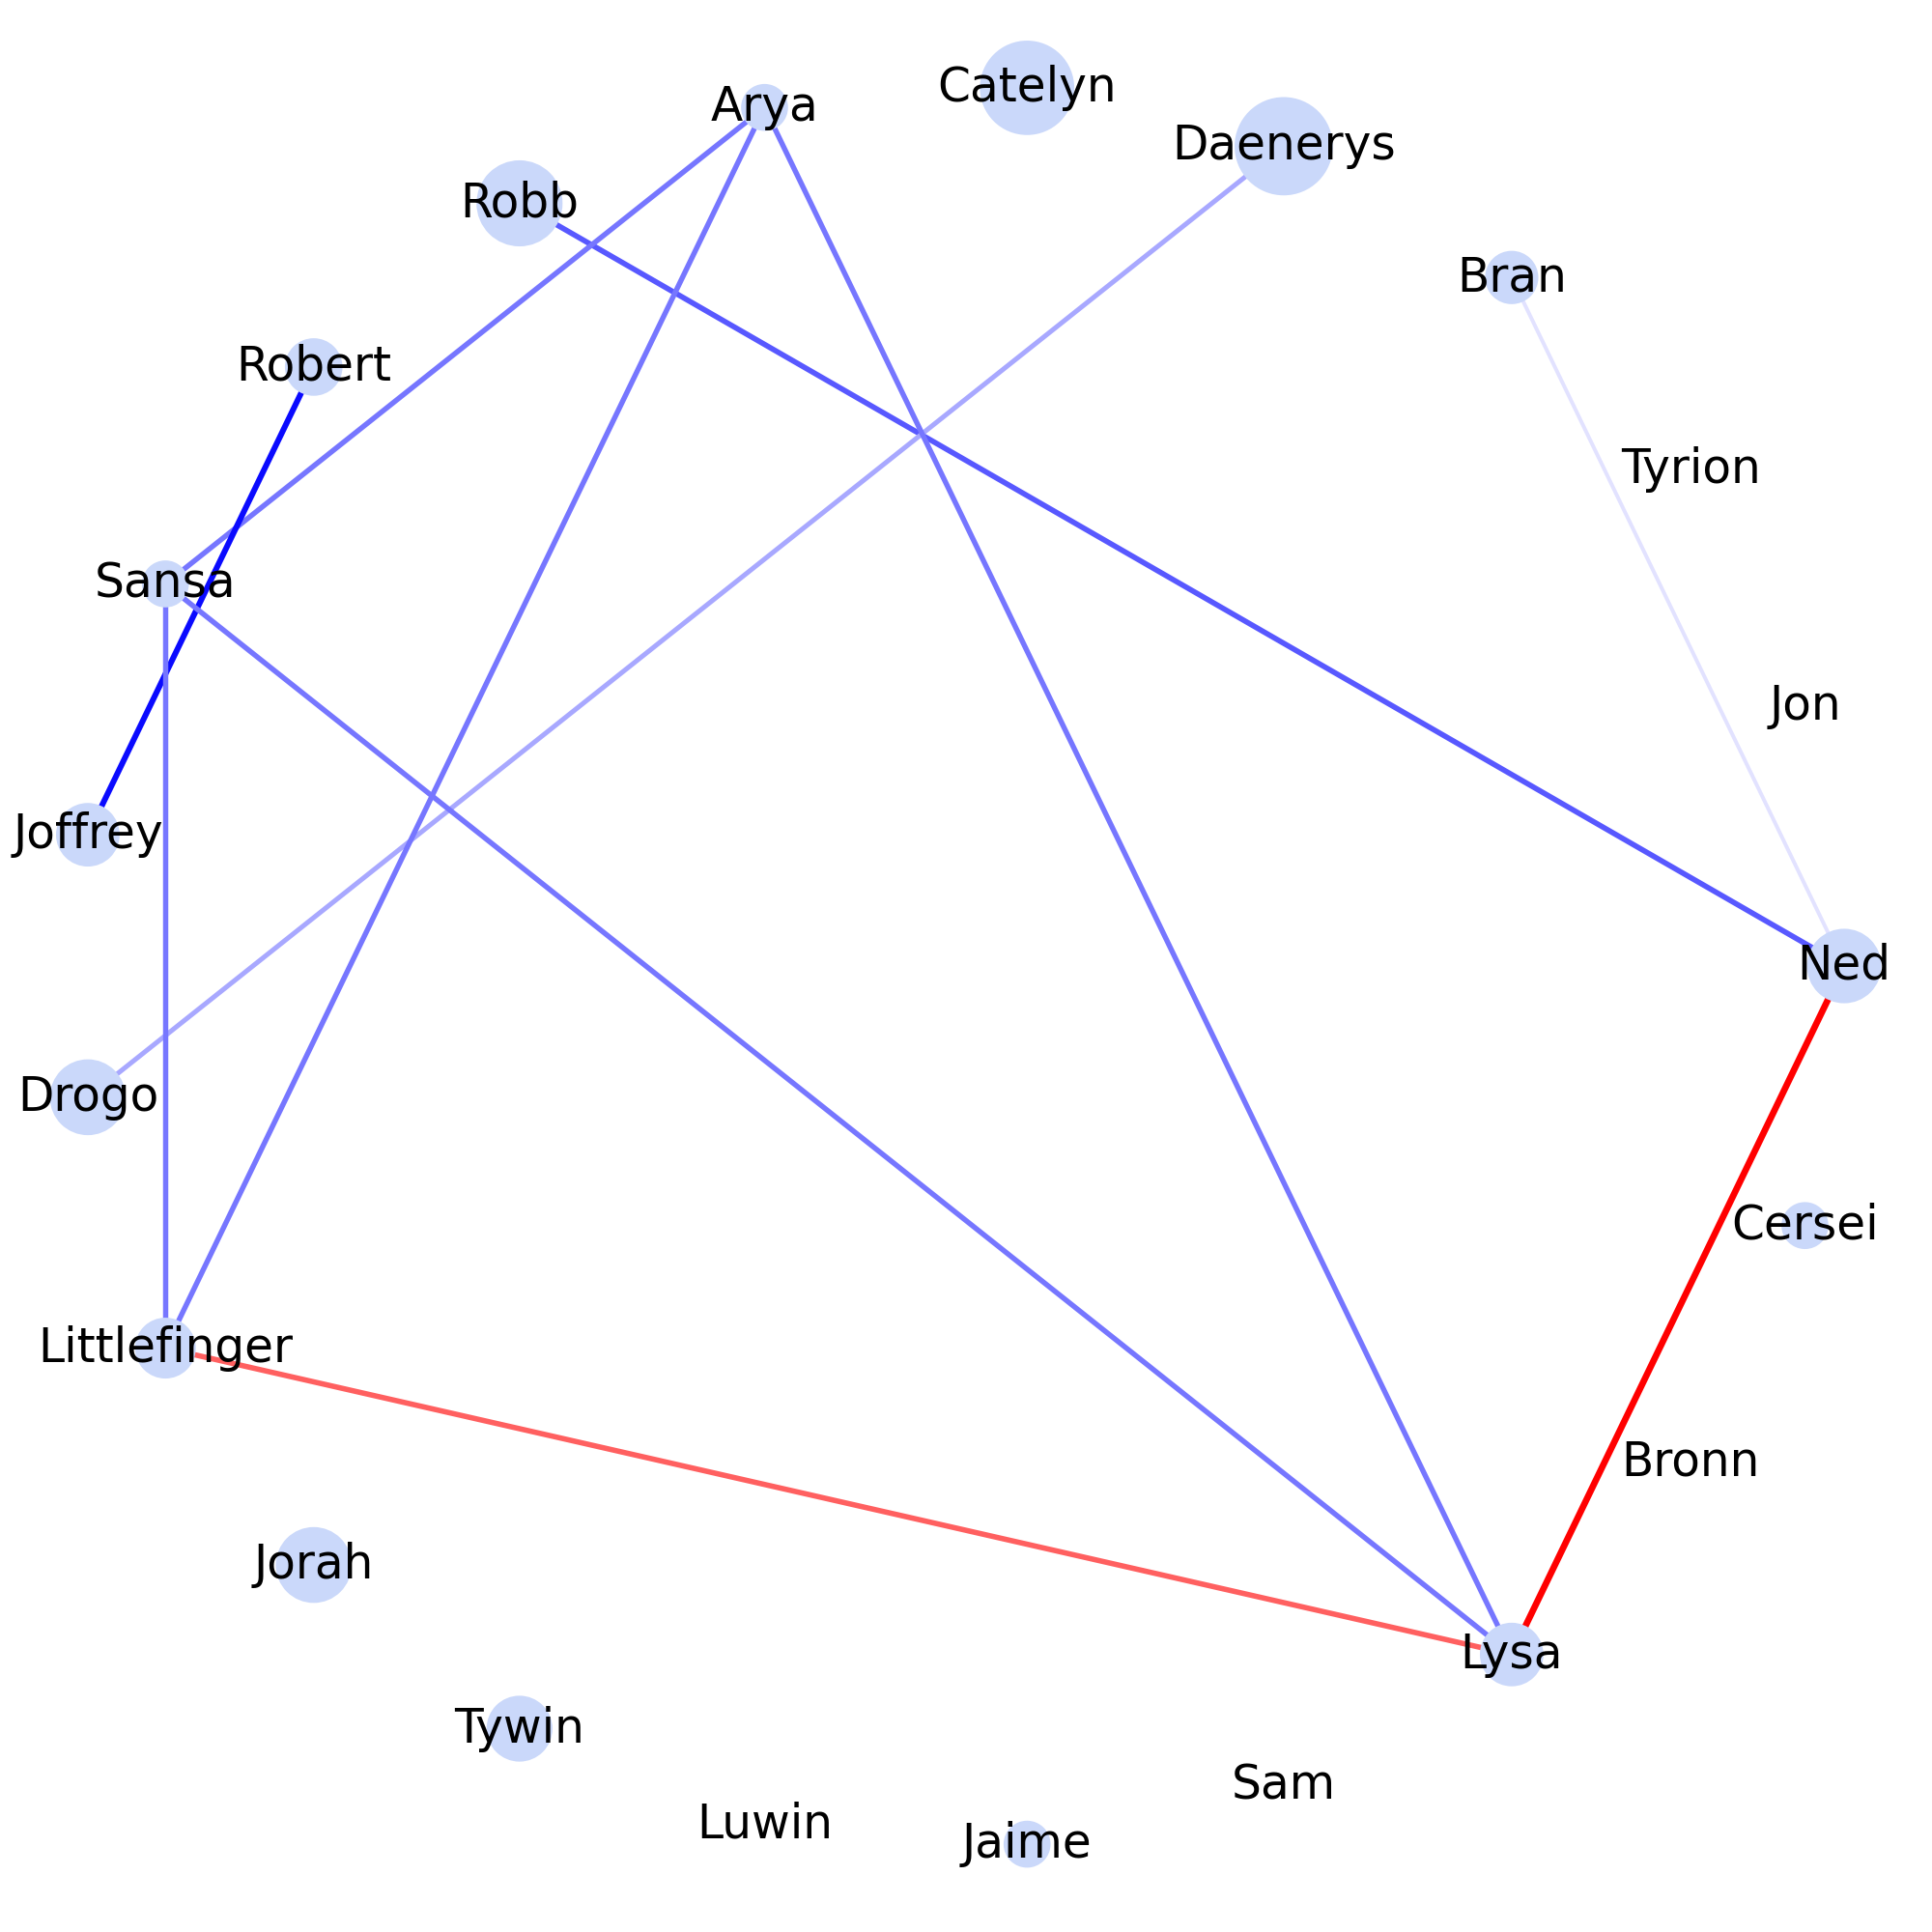 Catelyn
Arya
Daenerys
Robb
Bran
Robert
Tyrion
Sansa
Jon
Joffrey
Ned
Drogo
Cersei
Littlefinger
Bronn
Jorah
Lysa
Tywin
Sam
Luwin
Jaime